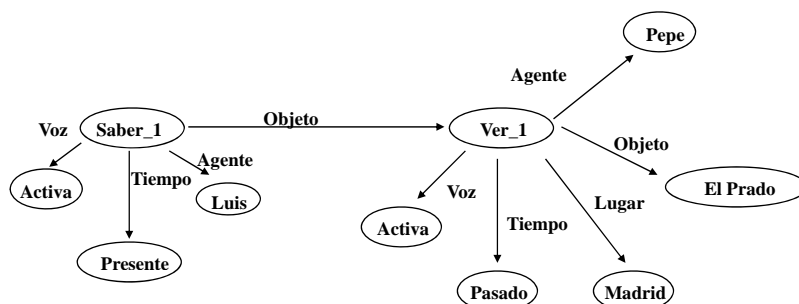 Pepe
Agente
Objeto
Voz
Saber_1
Ver_1
Objeto
Agente
Tiempo
Activa
Luis
El Prado
Voz
Lugar
Activa
Tiempo
Presente
Pasado
Madrid